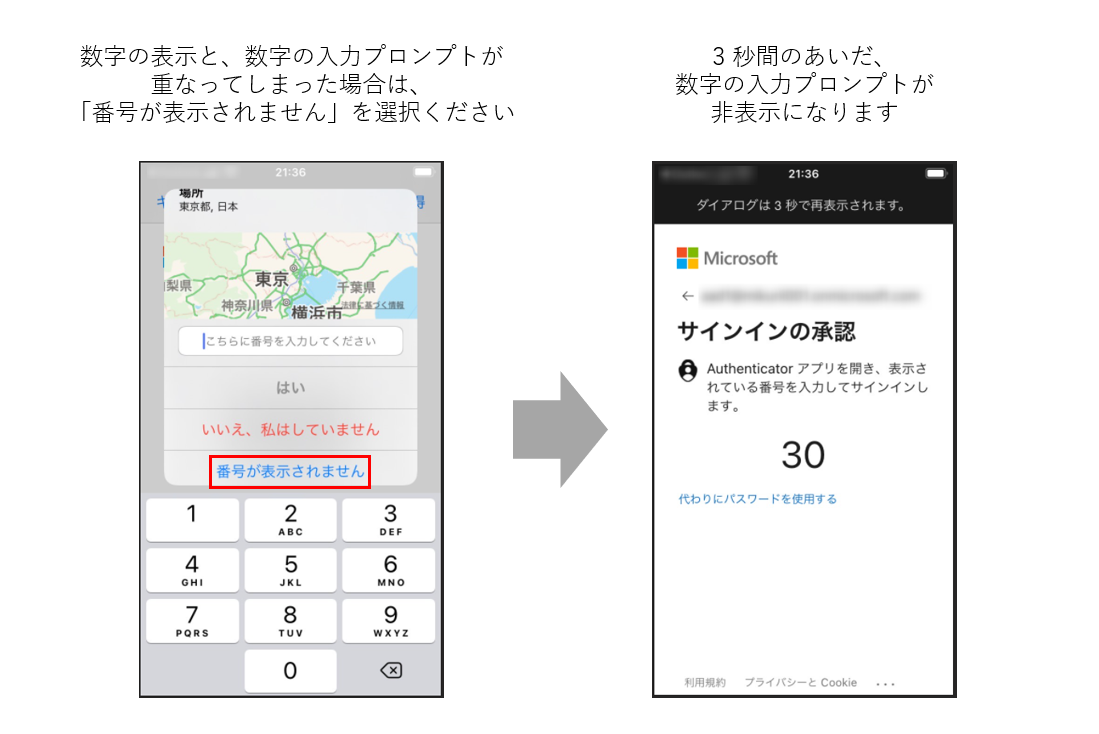 数字の表示と、数字の入力プロンプトが
重なってしまった場合は、
「番号が表示されません」を選択ください
3 秒間のあいだ、
数字の入力プロンプトが
非表示になります
21:36
場所
東京都, 日本
東京
千葉県
神奈川県
横浜市
法律に基づく情報
こちらに番号を入力してください
はい
いいえ、私はしていません
番号が表示されません
1
2
ABC
3
DEF
4
GHI
5
JKL
6
MNO
7
PQRS
8
TUV
9
WXYZ
0
21:36
ダイアログは 3 秒で再表示されます。
Microsoft
サインインの承認
Authenticator アプリを開き、表示さ
れている番号を入力してサインインし
ます。
30
代わりにパスワードを使用する
利用規約 プライバシーと Cookie ...